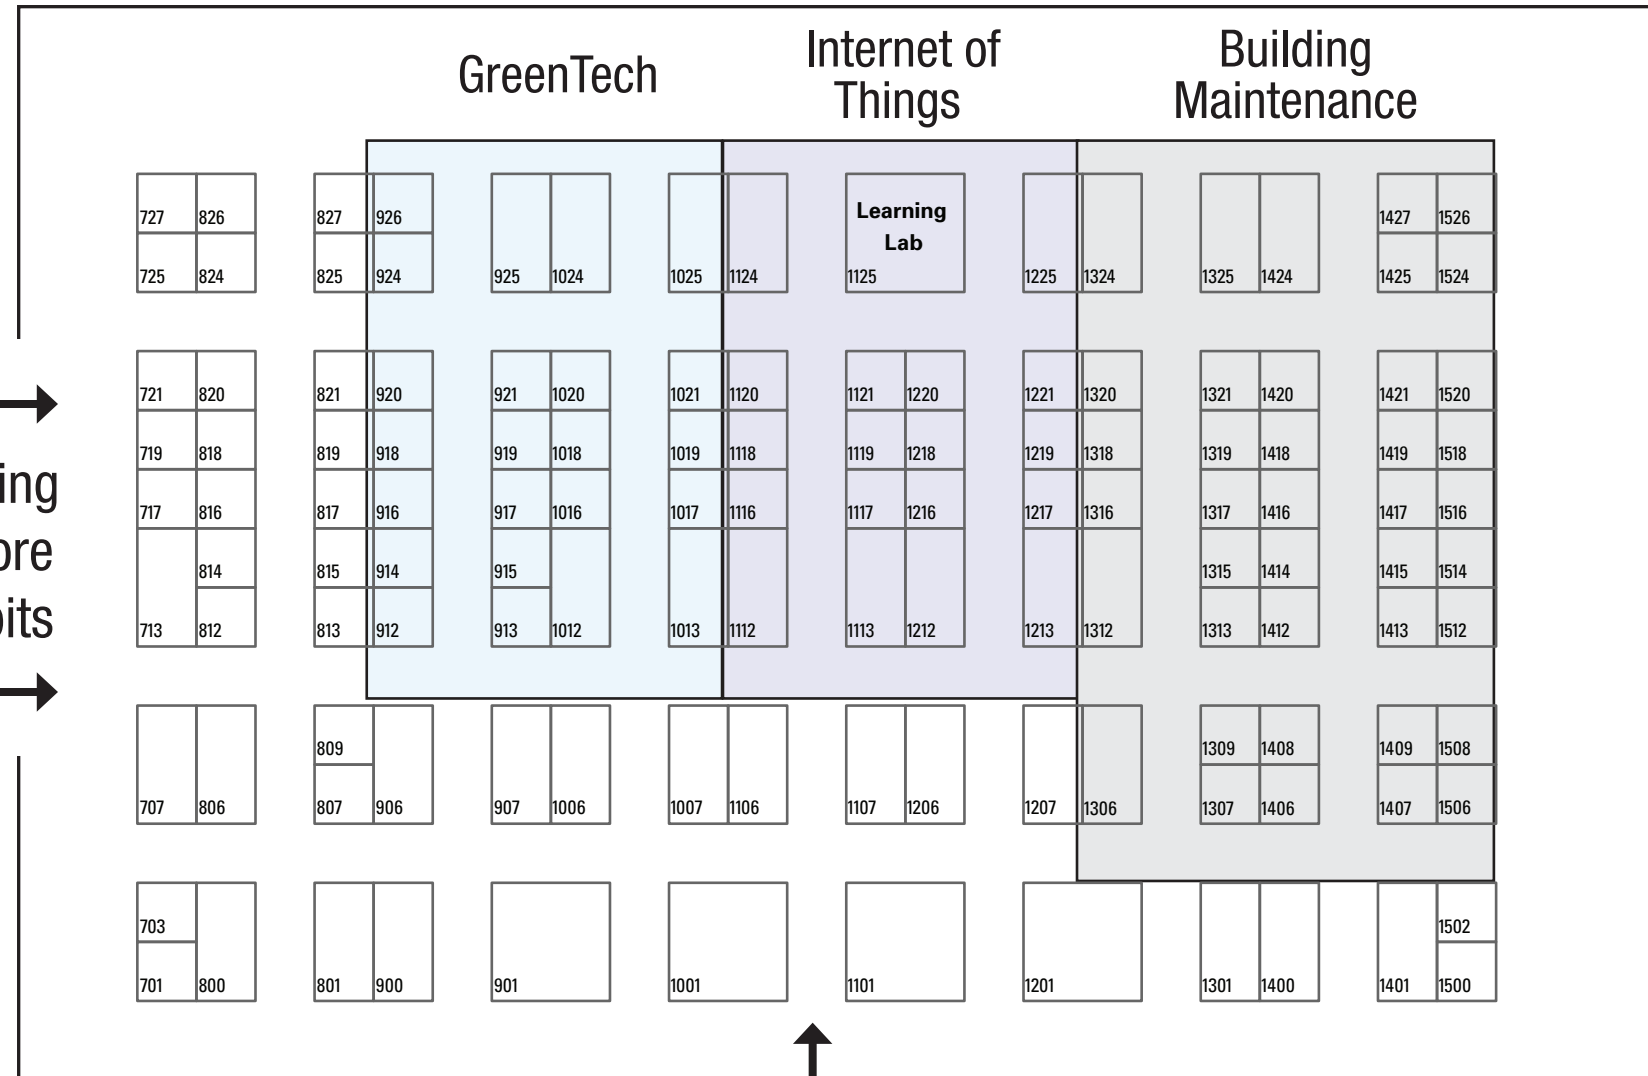 GreenTech
Internet of
Things
Building
Maintenance
727 826 827 926 Learning 1427 1526
Lab
725 824 825 924 925 1024 1025 1124 1125 1225 1324 1325 1424 1425 1524
721 820 821 920 921 1020 1021 1120 1121 1220 1221 1320 1321 1420 1421 1520
719 818 819 918 919 1018 1019 1118 1119 1218 1219 1318 1319 1418 1419 1518
ing
717 816 817 916 917 1016 1017 1116 1117 1216 1217 1316 1317 1416 1417 1516
ore
814 815 914 915 1315 1414 1415 1514
bits
713 812 813 912 913 1012 1013 1112 1113 1212 1213 1312 1313 1412 1413 1512
809 1309 1408 1409 1508
707 806 807 906 907 1006 1007 1106 1107 1206 1207 1306 1307 1406 1407 1506
703 1502
701 800 801 900 901 1001 1101 1201 1301 1400 1401 1500